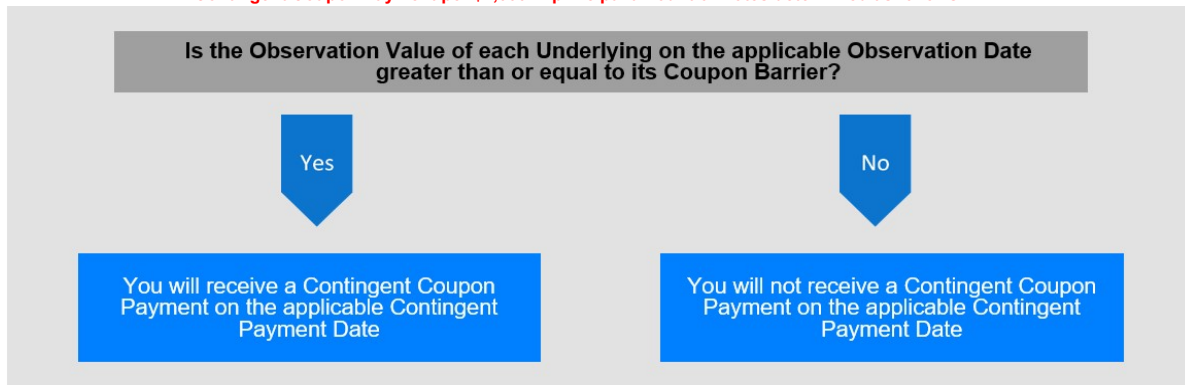 Is the Observation Value of each Underlying on the applicable Observation Date
greater than or equal to its Coupon Barrier?
Yes
No
You will receive a Contingent Coupon
Payment on the applicable Contingent
Payment Date
You will not receive a Contingent Coupon
Payment on the applicable Contingent
Payment Date